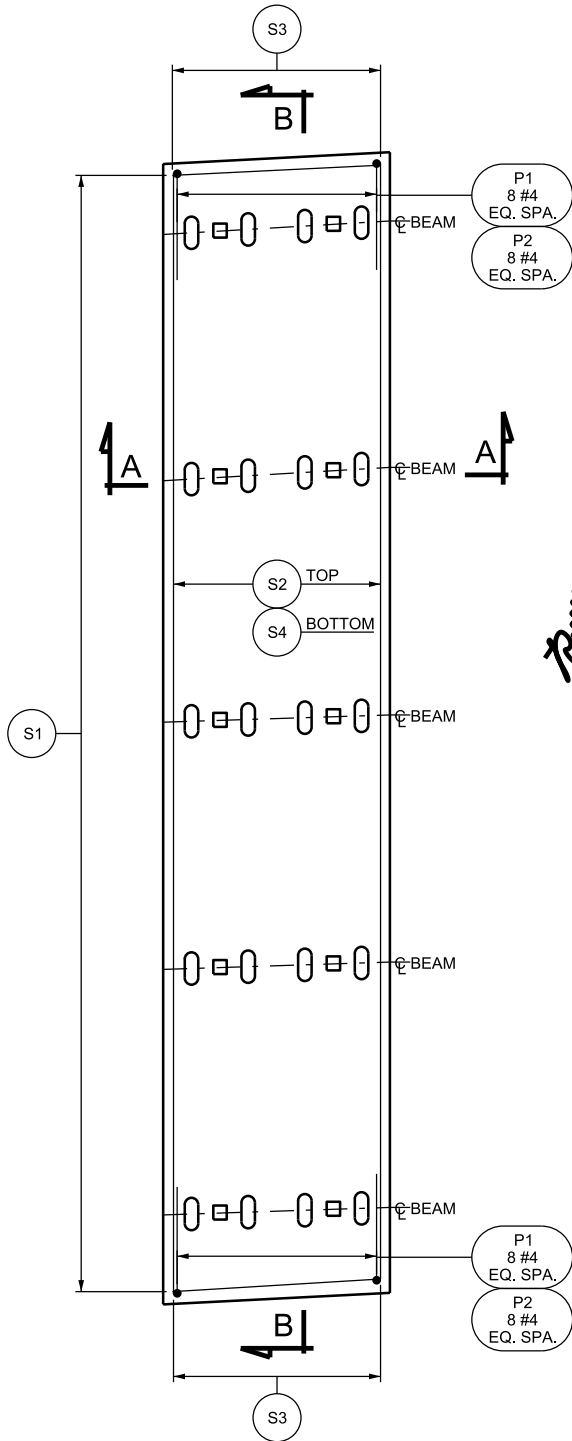 S3
B
P1
8 #4
EQ. SPA.
P2
8 #4
EQ. SPA.
℄ BEAM
A
A
℄ BEAM
S2 TOP
S4 BOTTOM
S1
℄ BEAM
℄ BEAM
℄ BEAM
P1
8 #4
EQ. SPA.
P2
8 #4
EQ. SPA.
B
S3